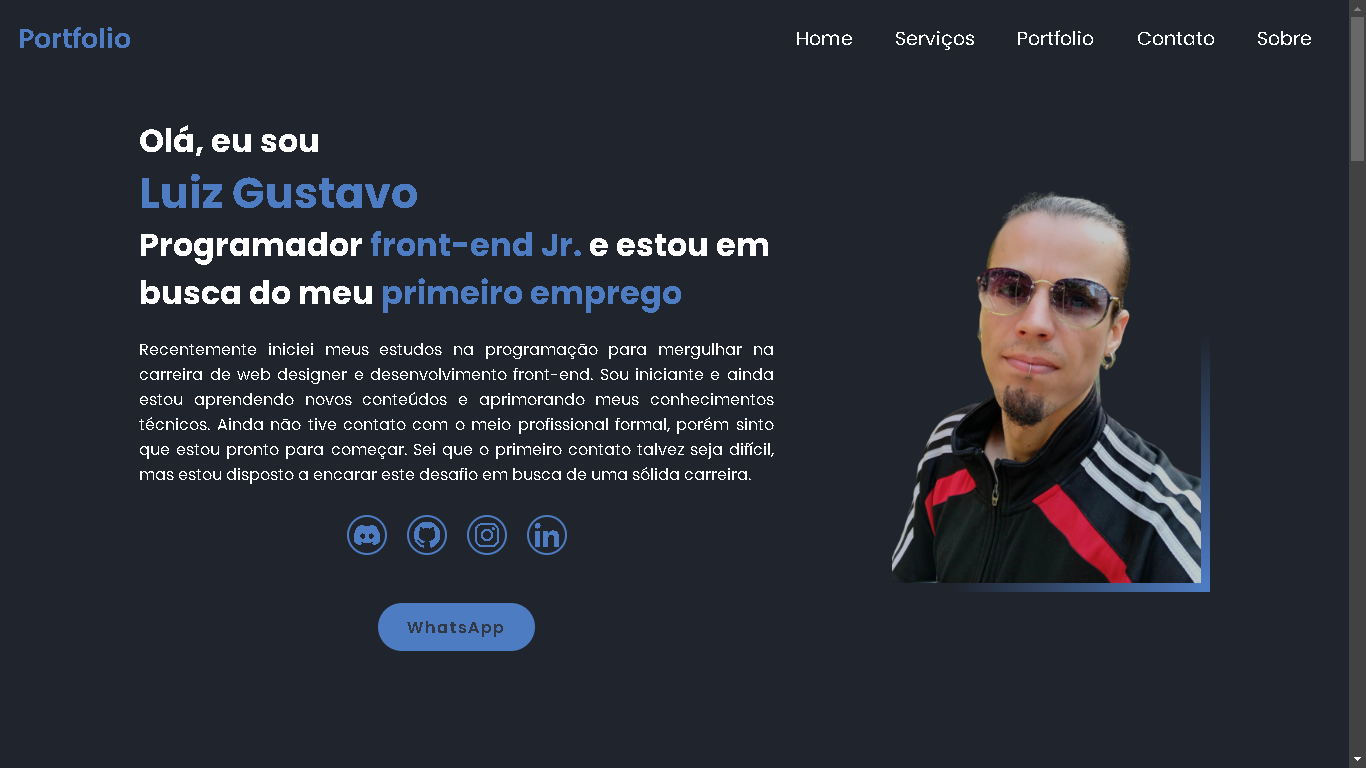 Portfolio
Home Serviços Portfolio Contato Sobre
Olá, eu sou
Luiz Gustavo
Programador front-end Jr. e estou em
busca do meu primeiro emprego
Recentemente iniciei meus estudos na programação para mergulhar na
carreira de web designer e desenvolvimento front-end. Sou iniciante e ainda
estou aprendendo novos conteúdos e aprimorando meus conhecimentos
técnicos. Ainda não tive contato com o meio profissional formal, porém sinto
que estou pronto para começar. Sei que o primeiro contato talvez seja difícil,
mas estou disposto a encarar este desafio em busca de uma sólida carreira.
in
WhatsApp